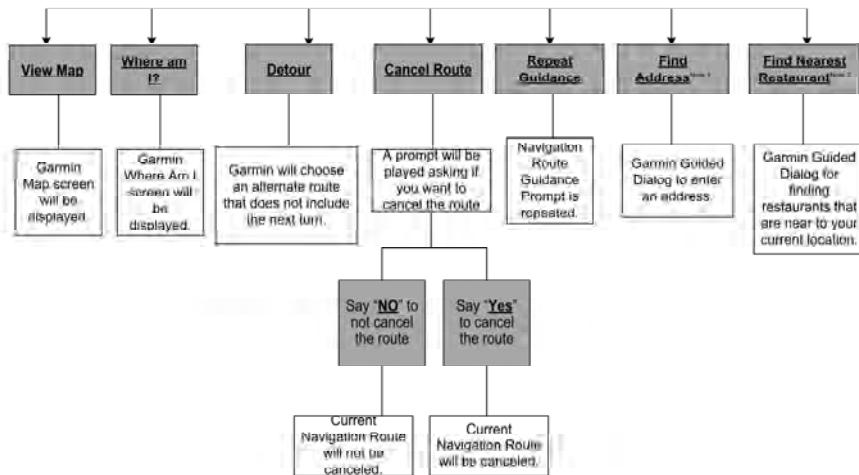 View Map
Where am
I?
Detour
Cancel Route
Repeat
Guidance
Find
Address
Find Nearest
Restaurant
Garmin
Map screen
will be
displayed.
Garmin
Where Am I
screen will
be
displayed.
Garmin will choose
an alternate route
that does not include
the next turn.
A prompt will be
played asking if
you want to
cancel the route
Navigation
Route
Guidance
Prompt is
repeated.
Garmin Guided
Dialog to enter
an address.
Garmin Guided
Dialog for
finding
restaurants that
are near to your
current location.
Say "NO" to
not cancel
the route
Say "Yes"
to cancel
the route
Current
Navigation Route
will not be
canceled.
Current
Navigation Route
will be canceled.